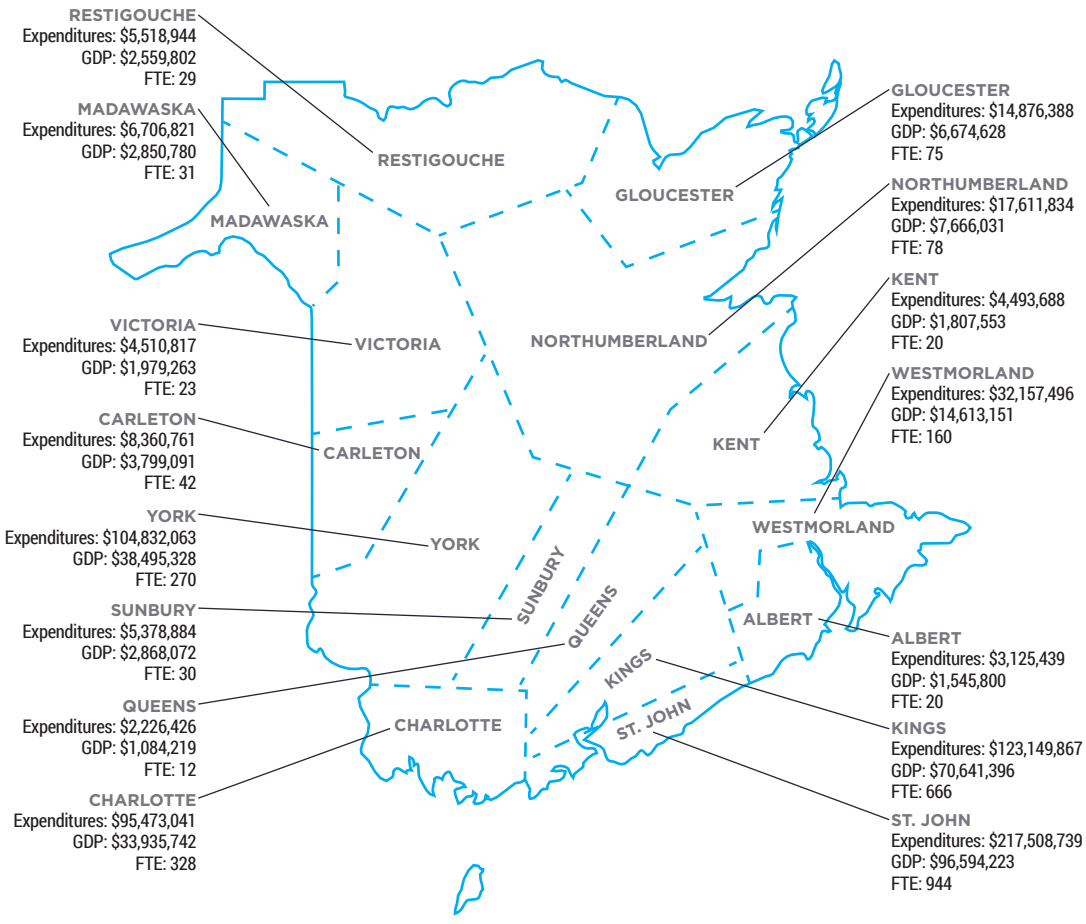 RESTIGOUCHE
Expenditures: $5,518,944
GDP: $2,559,802
FTE: 29
MADAWASKA
Expenditures: $6,706,821
GDP: $2,850,780
FTE: 31
VICTORIA
Expenditures: $4,510,817
GDP: $1,979,263
FTE: 23
CARLETON
Expenditures: $8,360,761
GDP: $3,799,091
FTE: 42
YORK
Expenditures: $104,832,063
GDP: $38,495,328
FTE: 270
SUNBURY
Expenditures: $5,378,884
GDP: $2,868,072
FTE: 30
QUEENS
Expenditures: $2,226,426
GDP: $1,084,219
FTE: 12
CHARLOTTE
Expenditures: $95,473,041
GDP: $33,935,742
FTE: 328
RESTIGOUCHE
GLOUCESTER
MADAWASKA
VICTORIA
NORTHUMBERLAND
CARLETON
KENT
WESTMORLAND
YORK
SUNBURY
QUEENS
ALBERT
KINGS
ST. JOHN
CHARLOTTE
GLOUCESTER
Expenditures: $14,876,388
GDP: $6,674,628
FTE: 75
NORTHUMBERLAND
Expenditures: $17,611,834
GDP: $7,666,031
FTE: 78
KENT
Expenditures: $4,493,688
GDP: $1,807,553
FTE: 20
WESTMORLAND
Expenditures: $32,157,496
GDP: $14,613,151
FTE: 160
ALBERT
Expenditures: $3,125,439
GDP: $1,545,800
FTE: 20
KINGS
Expenditures: $123,149,867
GDP: $70,641,396
FTE: 666
ST. JOHN
Expenditures: $217,508,739
GDP: $96,594,223
FTE: 944